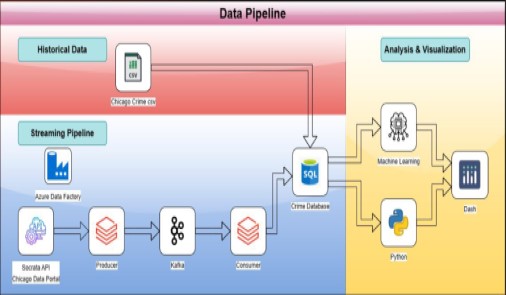 Data Pipeline
Historical Data
Analysis & Visualization
CSV
Chicago Crime csv
Streaming Pipeline
Azure Data Factory
SQL
Crime Database
Machine Learning
Dash
API
Socrata API
Chicago Data Portal
Producer
Kafka
Consumer
Python